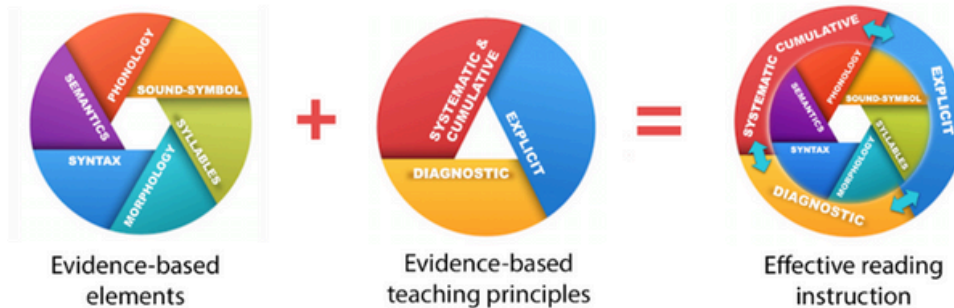 PHONOLOGY
SOUND-SYMBOL
SYLLABLES
MORPHOLOGY
SYNTAX
SEMANTICS
Evidence-based
elements
+
SYSTEMATIC &
CUMULATIVE
EXPLICIT
DIAGNOSTIC
Evidence-based
teaching principles
=
SYSTEMATIC CUMULATIVE
EXPLICIT
DIAGNOSTIC
PHONOLOGY
SOUND-SYMBOL
SYLLABLES
MORPHOLOGY
SYNTAX
SEMANTICS
Effective reading
instruction